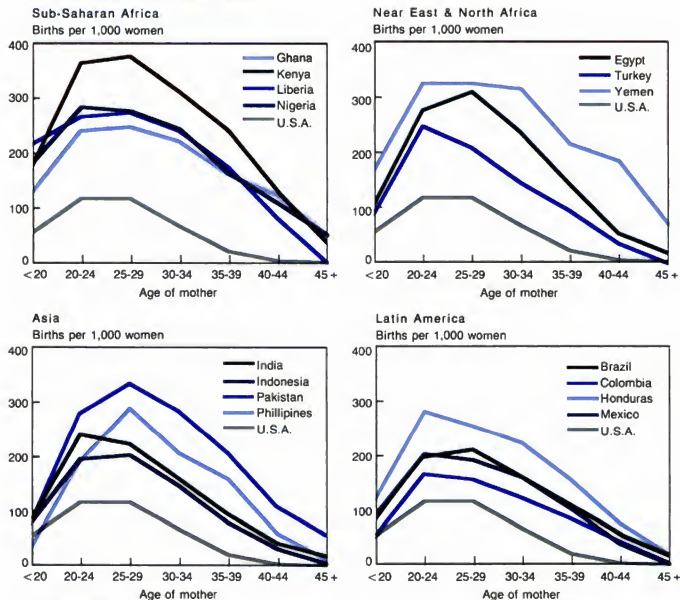 Sub-Saharan Africa
Births per 1,000 women
400
300
200
100
0
<20 20-24 25-29 30-34 35-39 40-44 45 +
Age of mother
Ghana
Kenya
Liberia
Nigeria
U.S.A.
Near East & North Africa
Births per 1,000 women
400
300
200
100
0
<20 20-24 25-29 30-34 35-39 40-44 45 +
Age of mother
Egypt
Turkey
Yemen
U.S.A.
Asia
Births per 1,000 women
400
300
200
100
0
<20 20-24 25-29 30-34 35-39 40-44 45 +
Age of mother
India
Indonesia
Pakistan
Phillipines
U.S.A.
Latin America
Births per 1,000 women
400
300
200
100
0
<20 20-24 25-29 30-34 35-39 40-44 45 +
Age of mother
Brazil
Colombia
Honduras
Mexico
U.S.A.